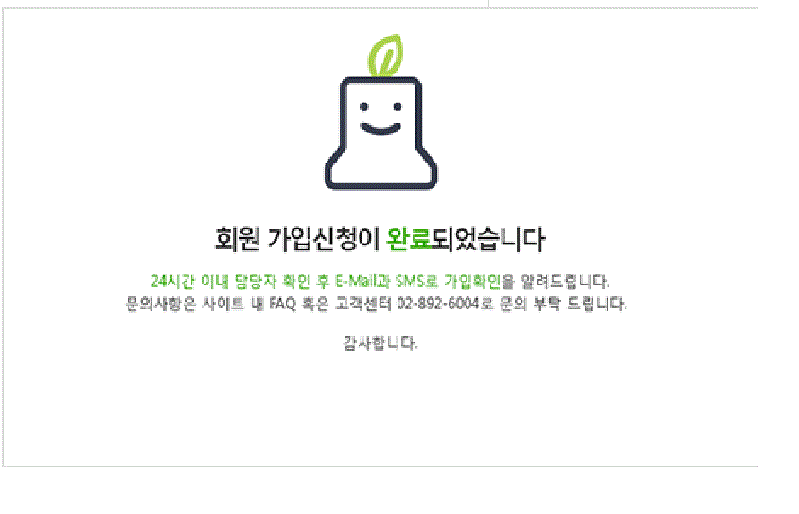 회원 가입신청이 완료되었습니다
24시간 이내 담당자 확인 후 E-Mail과 SMS로 가입확인을 알려드립니다.
문의사항은 사이트 내 FAQ 혹은 고객센터 02-892-6004로 문의 부탁 드립니다.
감사합니다.